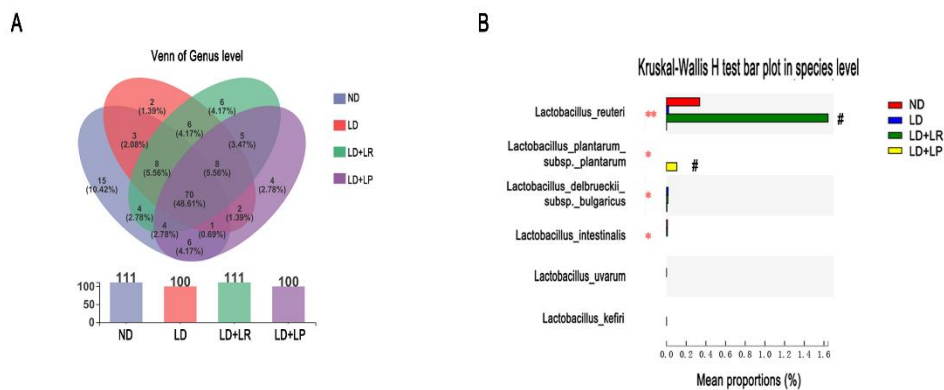 A
Venn of Genus level
2
(1.39%)
6
(4.17%)
6
(4.17%)
3
(2.08%)
5
(3.47%)
15
(10.42%)
8
(5.56%)
8
(5.56%)
4
(2.78%)
70
(48.61%)
4
(2.78%)
2
(1.39%)
4
(2.78%)
1
(0.69%)
6
(4.17%)
ND
LD
LD+LR
LD+LP
111 100 111 100
100
50
0
ND LD LD+LR LD+LP
B
Kruskal-Wallis H test bar plot in species level
Lactobacillus_reuteri ** #
Lactobacillus_plantarum_
subsp._plantarum * #
Lactobacillus_delbrueckii_
subsp._bulgaricus *
Lactobacillus_intestinalis *
Lactobacillus_uvarum
Lactobacillus_kefiri
0.0 0.2 0.4 0.6 0.8 1.0 1.2 1.4 1.6
Mean proportions (%)
ND
LD
LD+LR
LD+LP